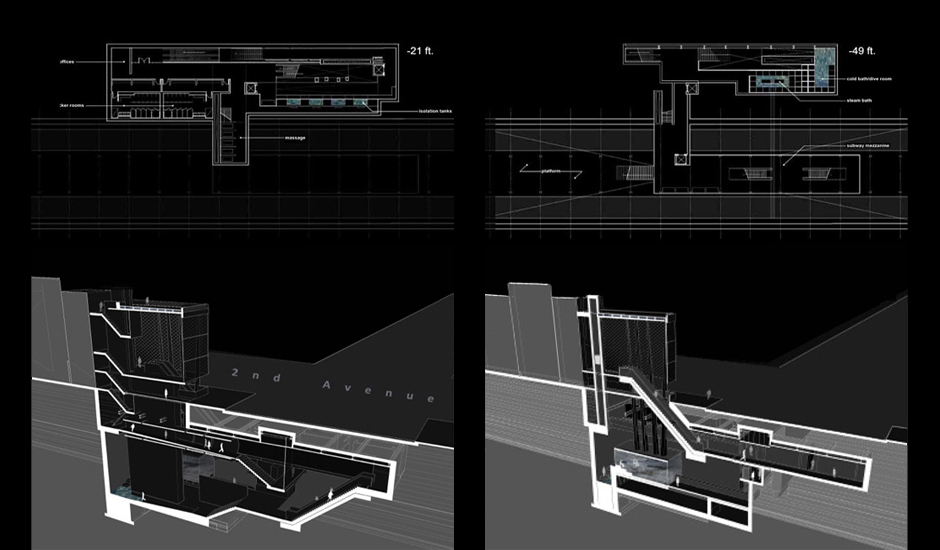 -21 ft.
offices
ker rooms
isolation tanks
massage
-49 ft.
cold bath/dive room
steam bath
subway mezzanine
platform
2nd Avenue